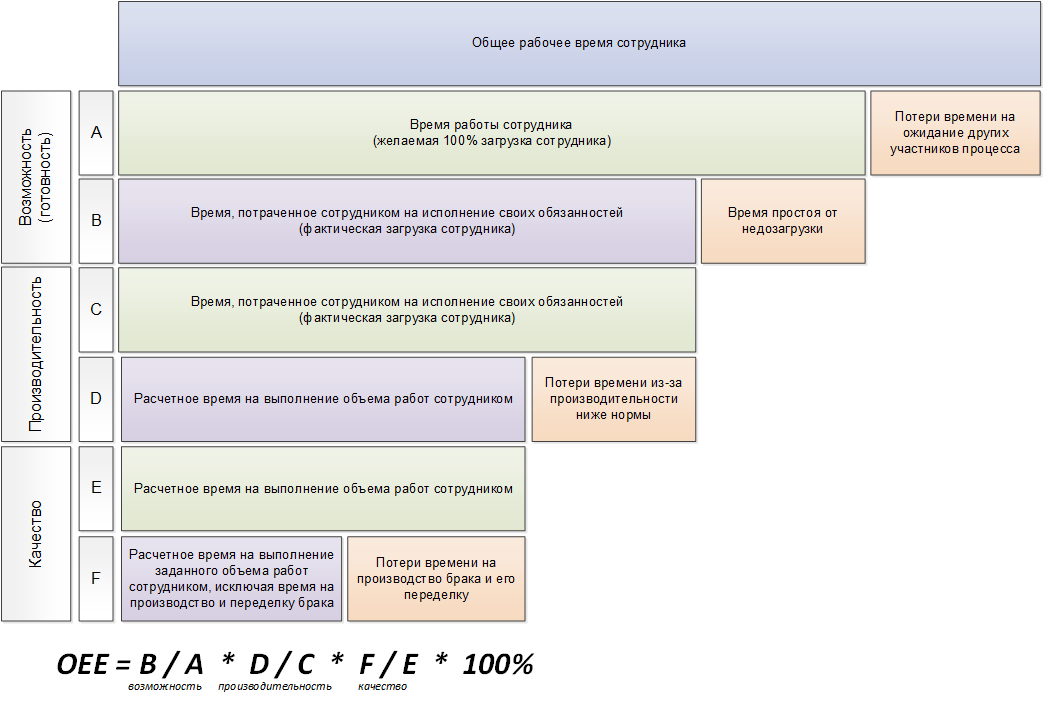 Общее рабочее время сотрудника
Возможность
(готовность)
A
Время работы сотрудника
(желаемая 100% загрузка сотрудника)
Потери времени на
ожидание других
участников процесса
B
Время, потраченное сотрудником на исполнение своих обязанностей
(фактическая загрузка сотрудника)
Время простоя от
недозагрузки
Производительность
C
Время, потраченное сотрудником на исполнение своих обязанностей
(фактическая загрузка сотрудника)
D
Расчетное время на выполнение объема работ сотрудником
Потери времени из-за
производительности
ниже нормы
Качество
E
Расчетное время на выполнение объема работ сотрудником
F
Расчетное время на выполнение
заданного объема работ
сотрудником, исключая время на
производство и переделку брака
Потери времени на
производство брака и его
переделку
OEE = B / A * D / C * F / E * 100%
возможность производительность качество